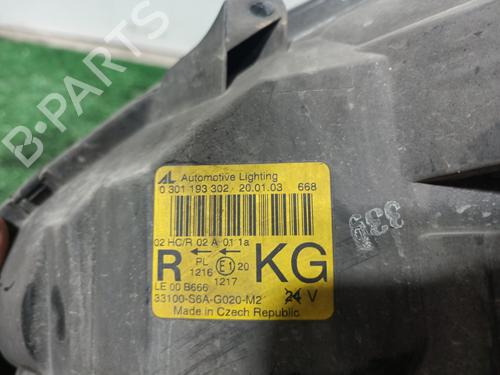 B-PARTS
AL Automotive Lighting
0 301 193 302 - 20.01.03 668
02 HC/R 02 A 01 1a
R PL E1 20 KG
1216
1217
LE 00 B666
33100-S6A-G020-M2 24 V
Made in Czech Republic
339